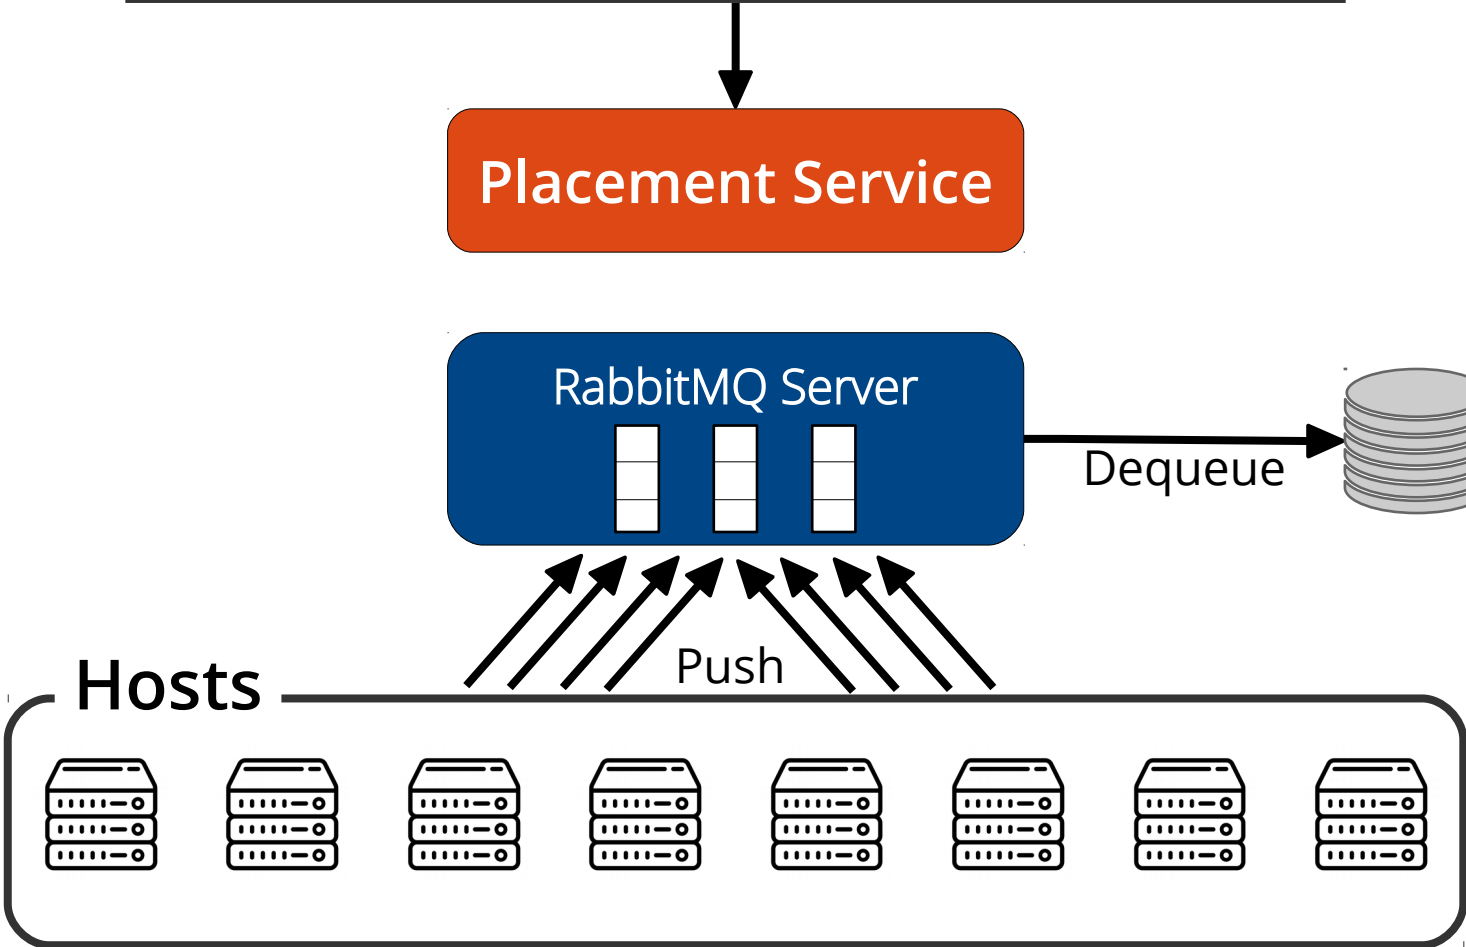 Placement Service
RabbitMQ Server
Dequeue
Push
Hosts